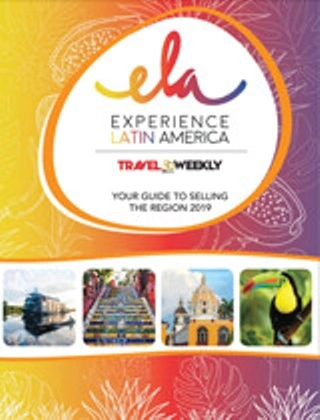 ela
EXPERIENCE
LATIN AMERICA
TRAVEL WEEKLY
YOUR GUIDE TO SELLING
THE REGION 2019